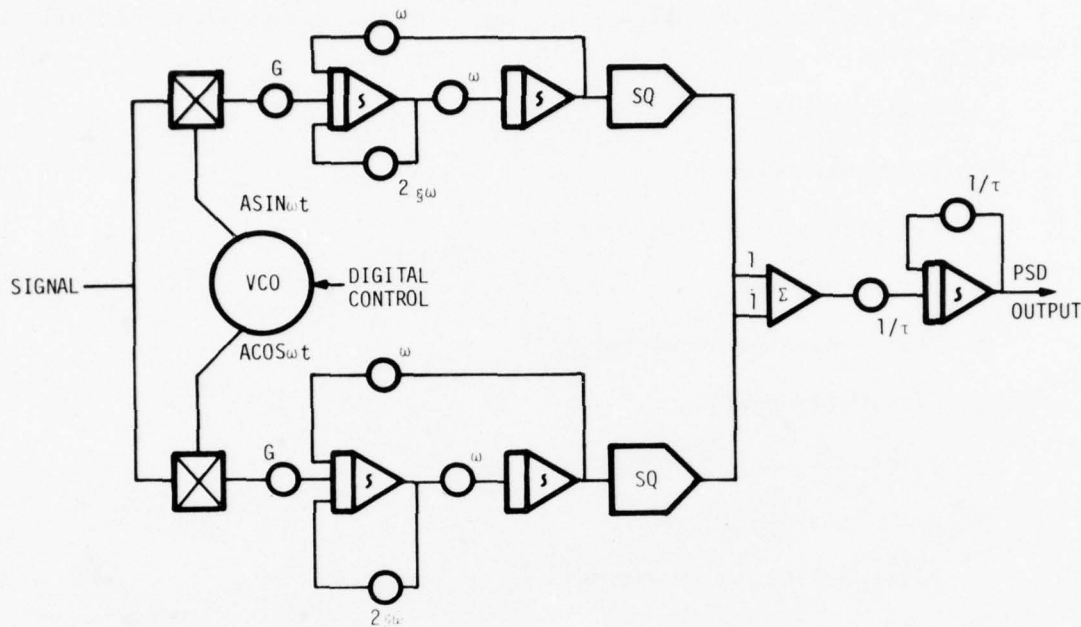 ω
G
ω
S
S
SQ
2ξω
1/τ
ASINωt
SIGNAL
VCO
DIGITAL
CONTROL
1
1
Σ
S
PSD
OUTPUT
1/τ
ACOSωt
ω
G
ω
S
S
SQ